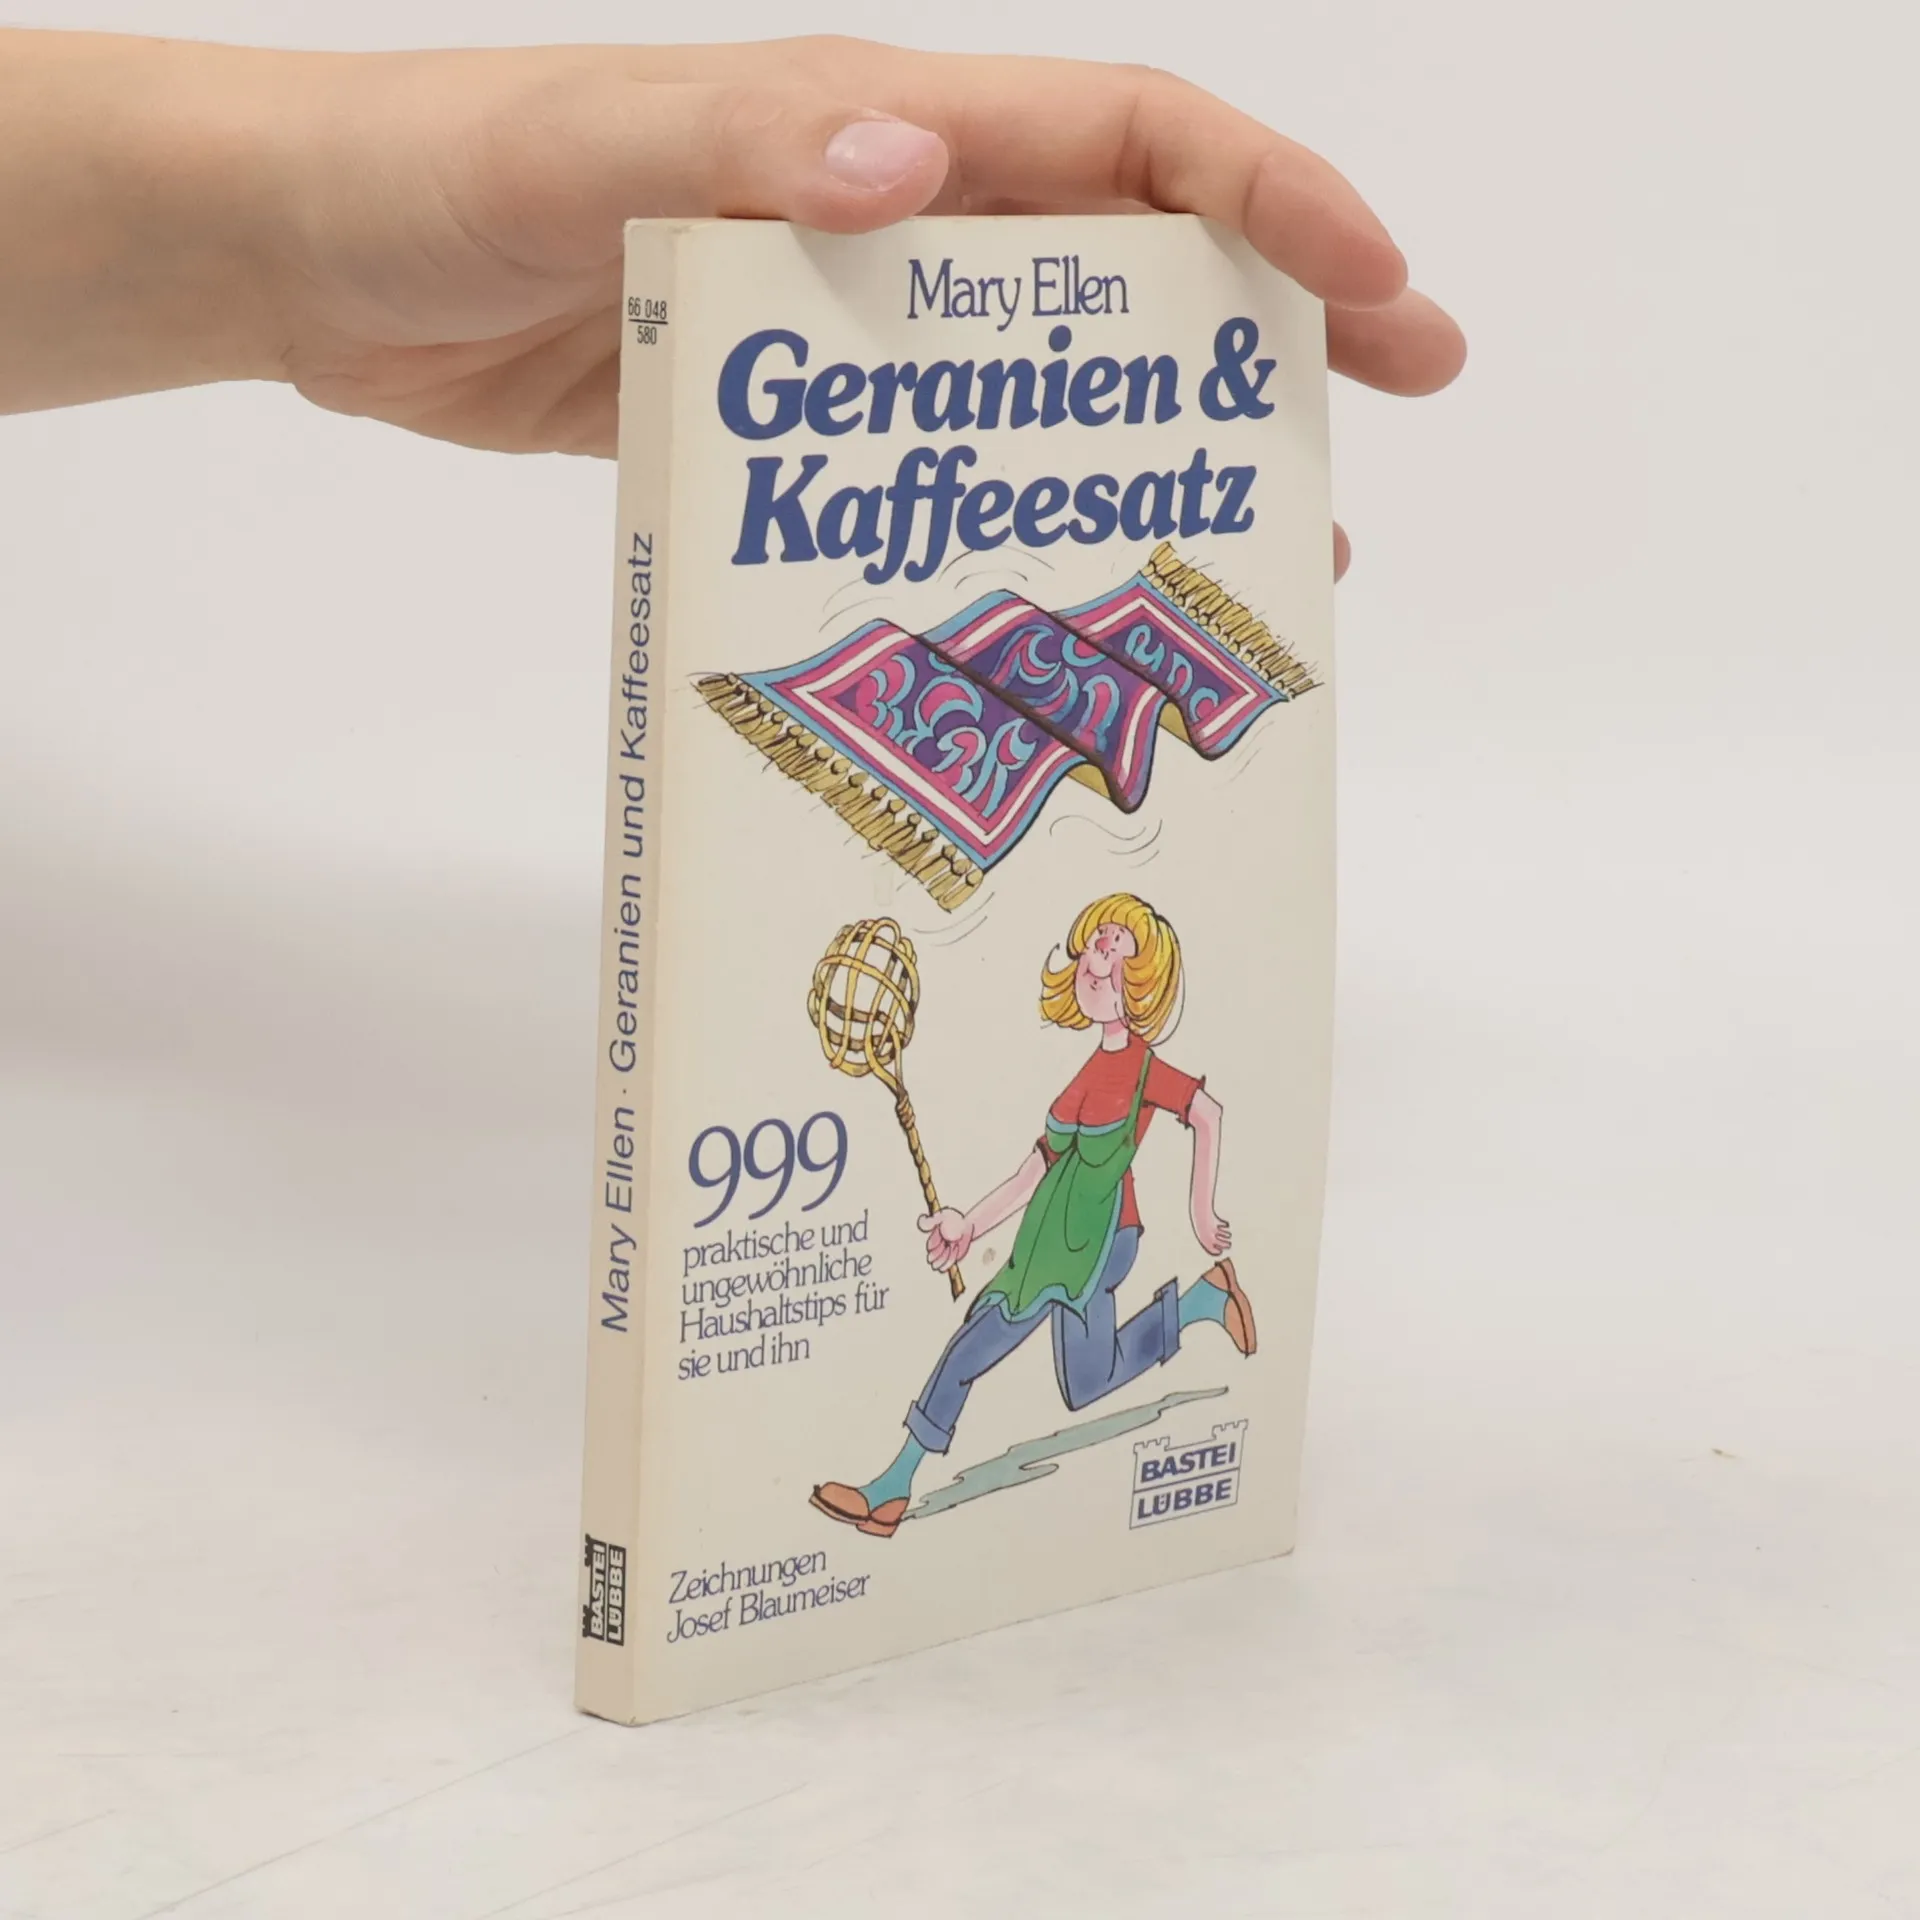 66 048
580
Mary Ellen · Geranien und Kaffeesatz
BASTEI
LÜBBE
Mary Ellen
Geranien &
Kaffeesatz
999
praktische und
ungewöhnliche
Haushaltstips für
sie und ihn
BASTEI
LÜBBE
Zeichnungen
Josef Blaumeiser